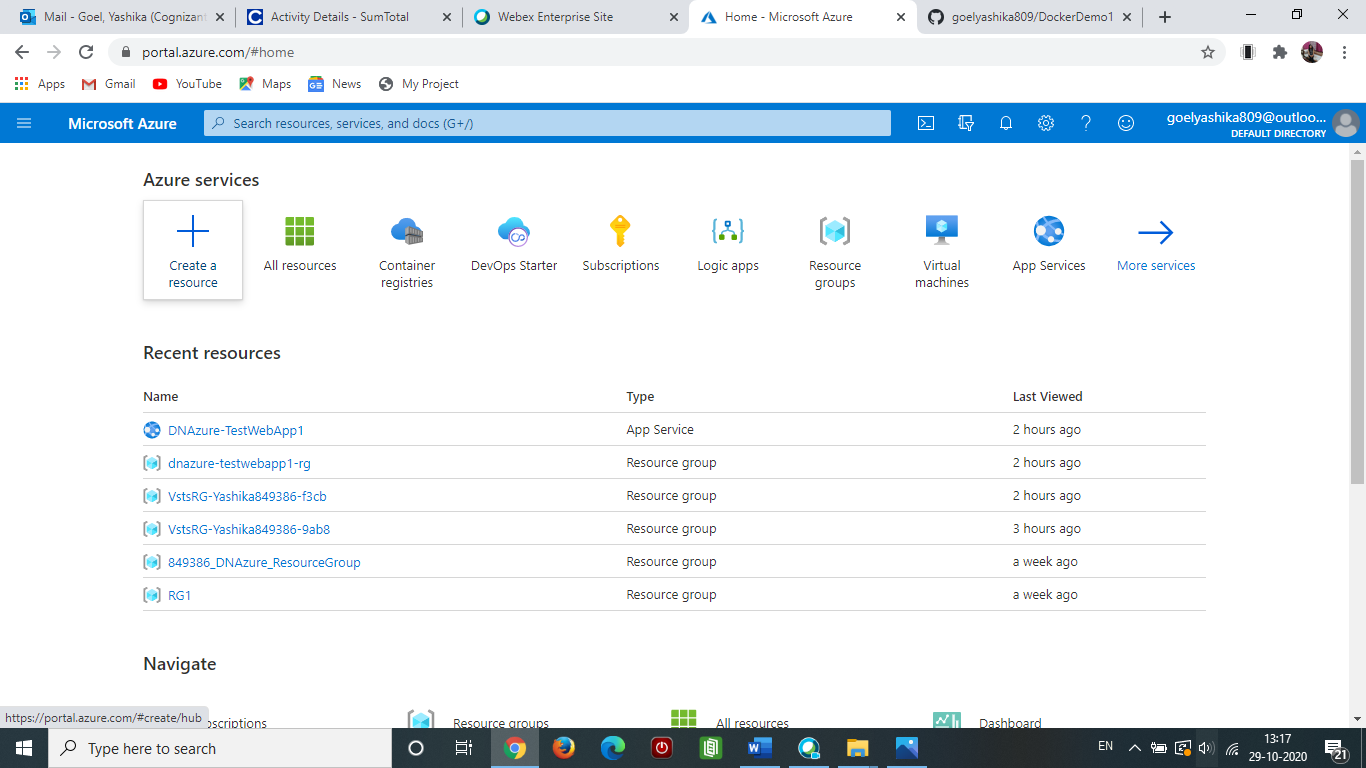 Mail - Goel, Yashika (Cognizant
Activity Details - SumTotal
Webex Enterprise Site
Home - Microsoft Azure
goelyashika809/DockerDemo1
portal.azure.com/#home
Apps
Gmail
YouTube
News
Maps
My Project
Microsoft Azure
Search resources, services, and docs (G+/)
goelyashika809@outloo...
DEFAULT DIRECTORY
Azure services
Create a
resource
All resources
Container
registries
DevOps Starter
Subscriptions
Logic apps
Resource
groups
Virtual
machines
App Services
More services
Recent resources
Name Type Last Viewed
DNAzure-TestWebApp1 App Service 2 hours ago
dnazure-testwebapp1-rg Resource group 2 hours ago
VstsRG-Yashika849386-f3cb Resource group 2 hours ago
VstsRG-Yashika849386-9ab8 Resource group 3 hours ago
849386_DNAzure_ResourceGroup Resource group a week ago
RG1 Resource group a week ago
Navigate
Resource groups
All resources
Dashboard
https://portal.azure.com/#create/hub
Type here to search
EN
13:17
29-10-2020
21